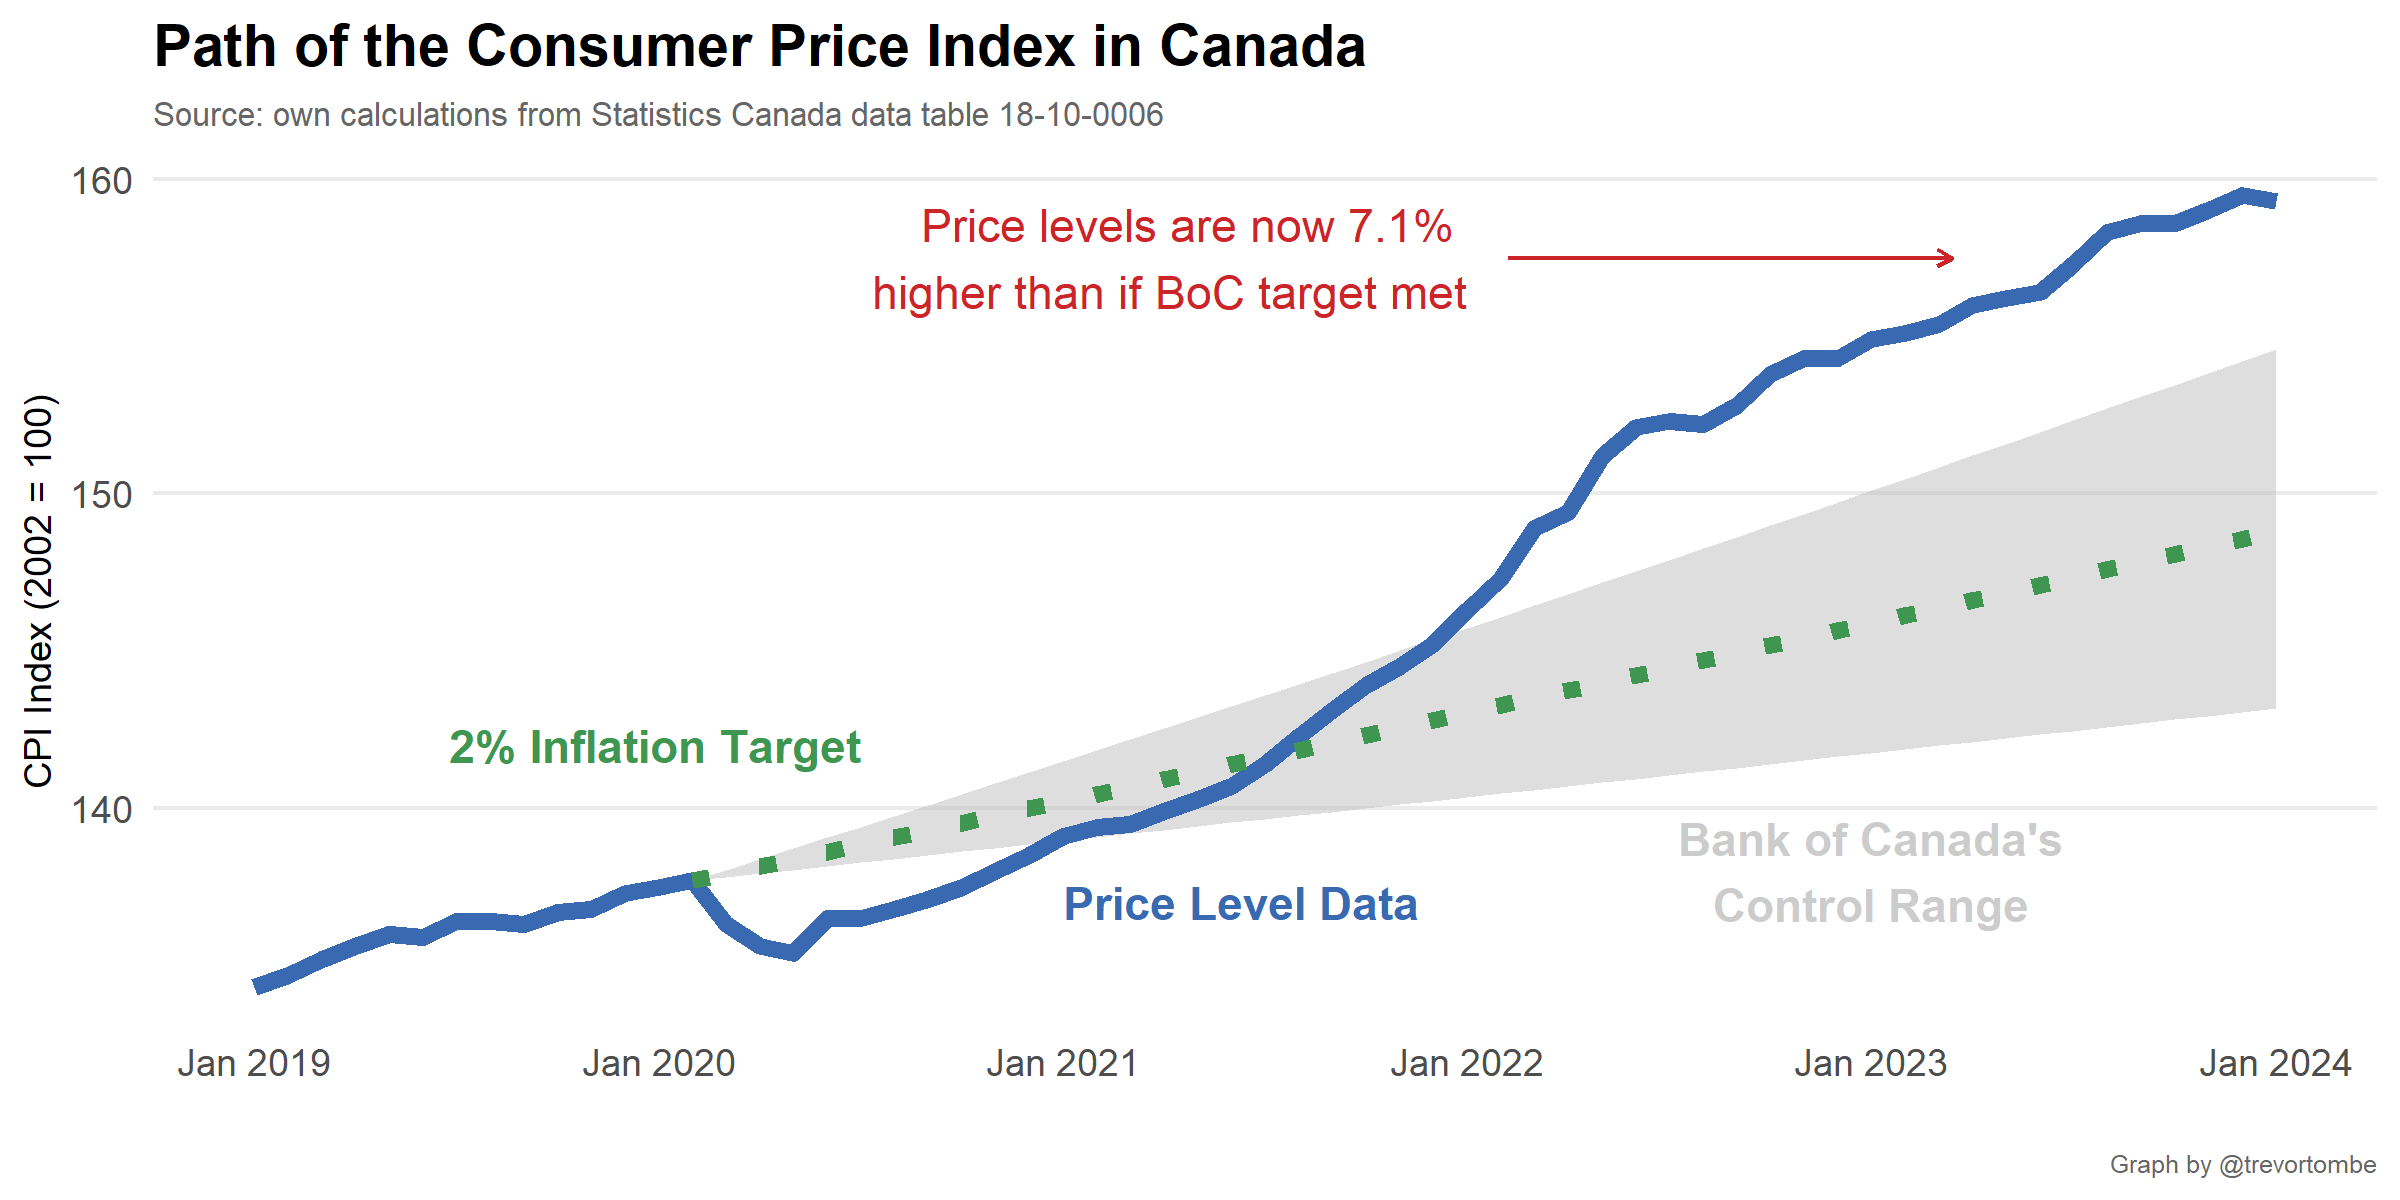 Path of the Consumer Price Index in Canada
Source: own calculations from Statistics Canada data table 18-10-0006
CPI Index (2002 = 100)
160
150
140
Price levels are now 7.1%
higher than if BoC target met
2% Inflation Target
Price Level Data
Bank of Canada's
Control Range
Jan 2019
Jan 2020
Jan 2021
Jan 2022
Jan 2023
Jan 2024
Graph by @trevortombe